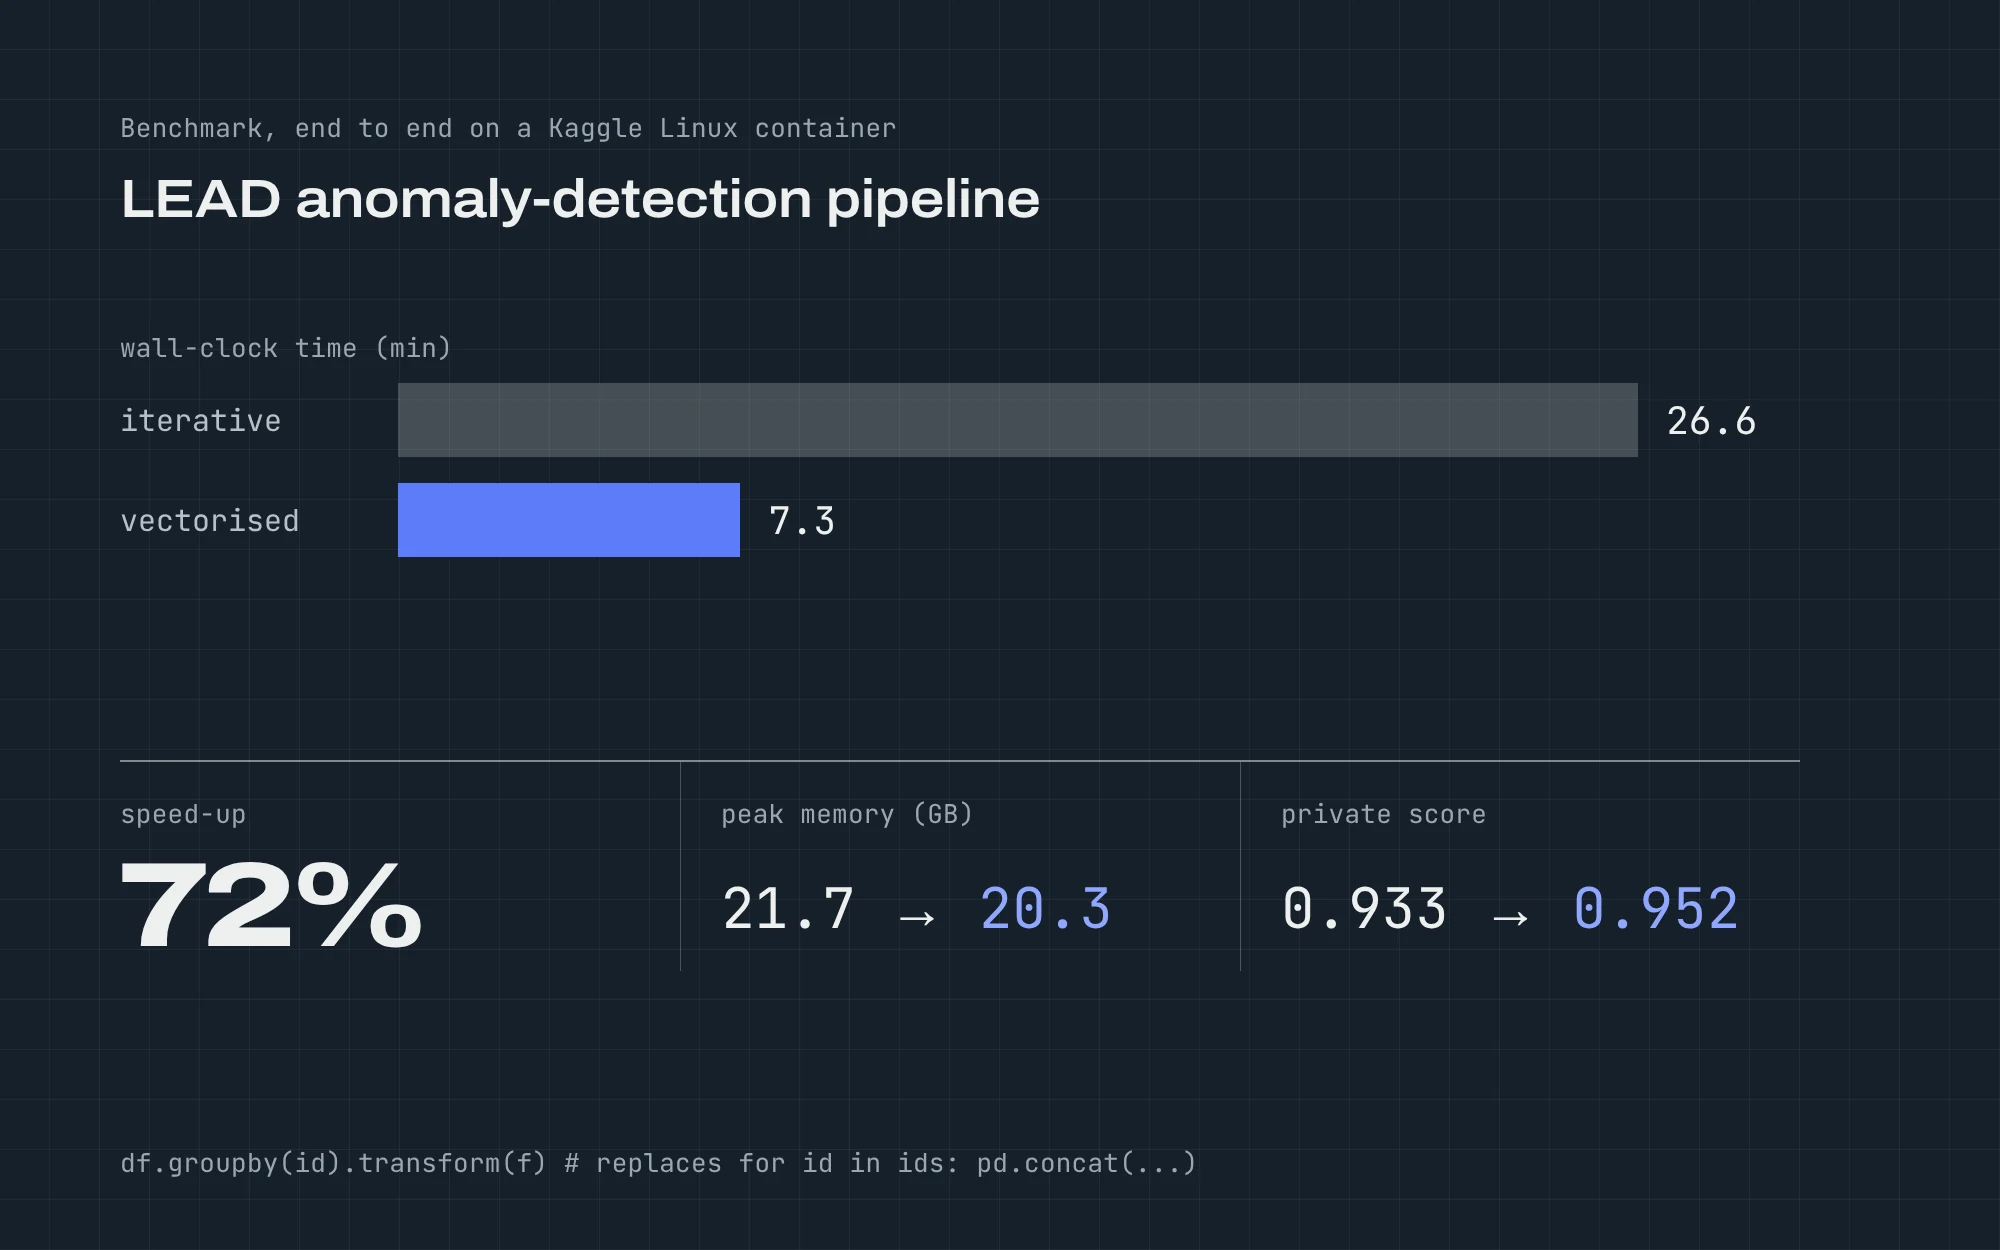 Benchmark, end to end on a Kaggle Linux container
LEAD anomaly-detection pipeline
wall-clock time (min)
iterative 26.6
vectorised 7.3
speed-up
72%
peak memory (GB)
21.7 → 20.3
private score
0.933 → 0.952
df.groupby(id).transform(f) # replaces for id in ids: pd.concat(...)